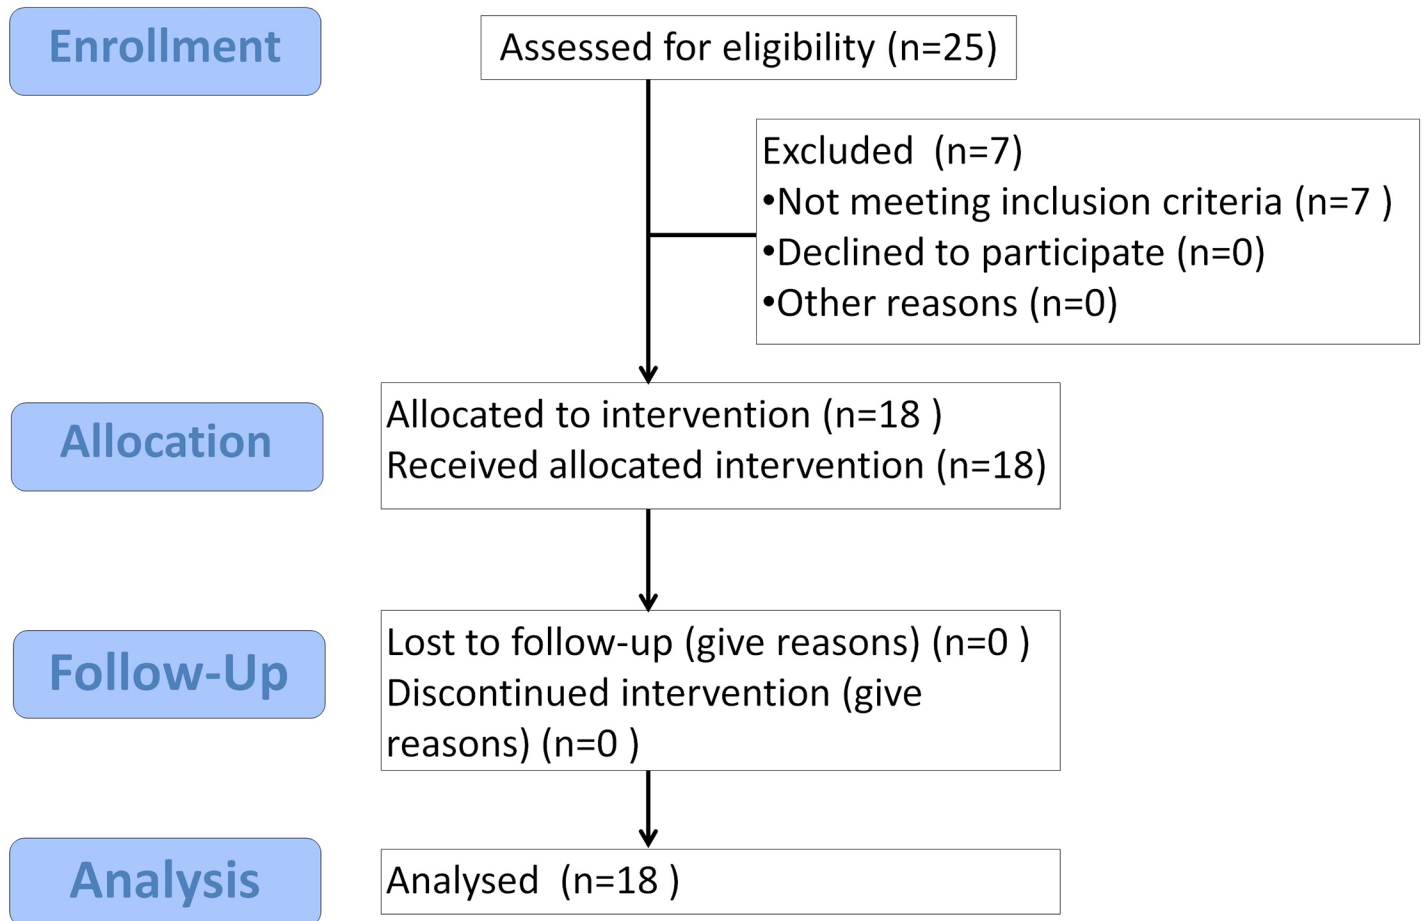 Enrollment
Assessed for eligibility (n=25)
Excluded  (n=7)
•Not meeting inclusion criteria (n=7 )
•Declined to participate (n=0)
•Other reasons (n=0)
Allocation
Allocated to intervention (n=18 )
Received allocated intervention (n=18)
Follow-Up
Lost to follow-up (give reasons) (n=0 )
Discontinued intervention (give
reasons) (n=0 )
Analysis
Analysed  (n=18 )